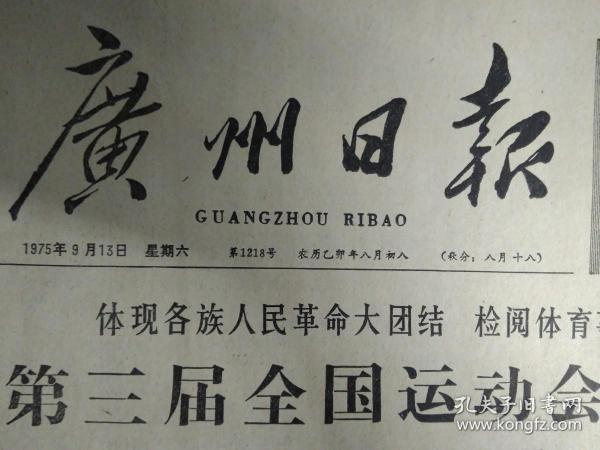 廣州日報
GUANGZHOU RIBAO
1975年9月13日 星期六 第1218号 农历乙卯年八月初八 (秋分：八月十八)
体现各族人民革命大团结 检阅体育
第三届全国运动会
孔夫子旧书网
www.kongfz.com